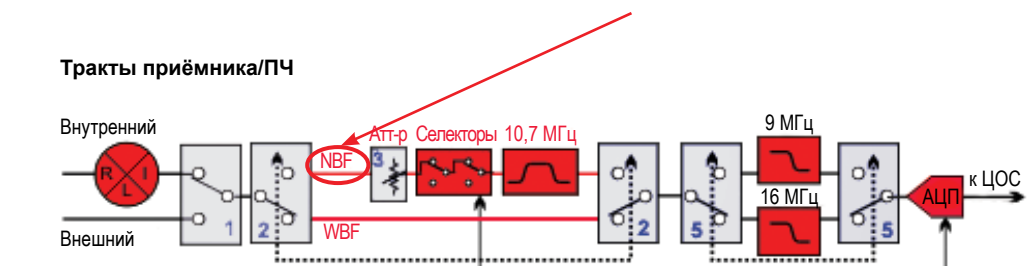 Тракты приёмника/ПЧ
Внутренний
Атт-р Селекторы 10,7 МГц
9 МГц
NBF
3
R I
L
к ЦОС
АЦП
16 МГц
Внешний
1
2
WBF
2
5
5